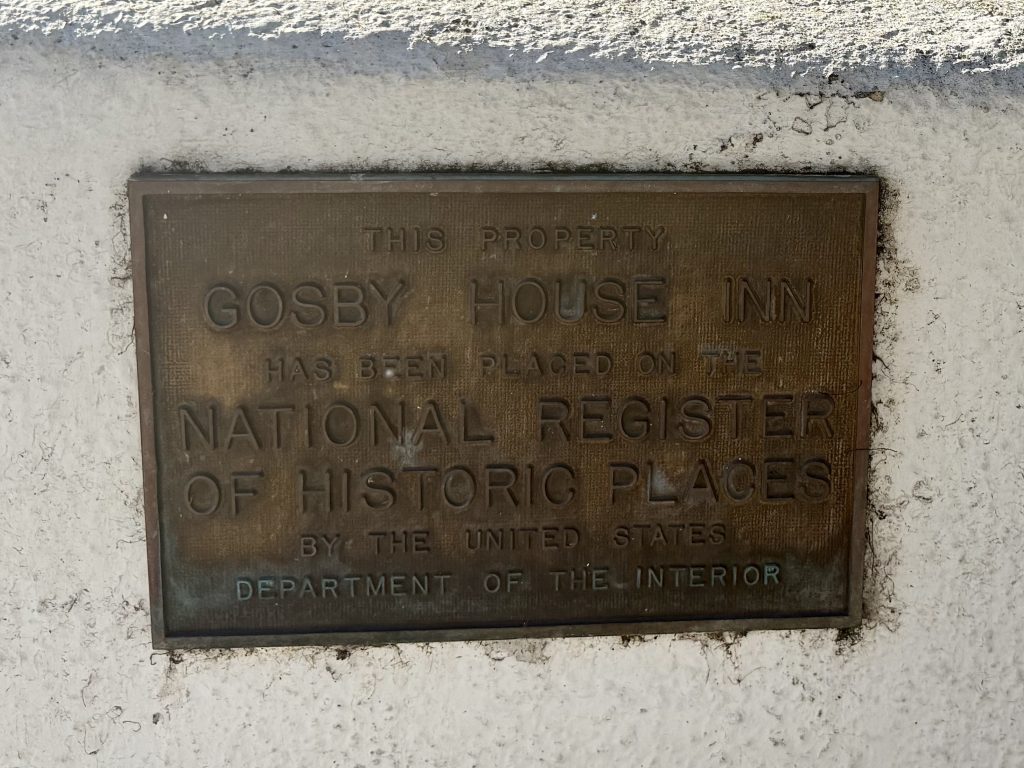 THIS PROPERTY
GOSBY HOUSE INN
HAS BEEN PLACED ON THE
NATIONAL REGISTER
OF HISTORIC PLACES
BY THE UNITED STATES
DEPARTMENT OF THE INTERIOR